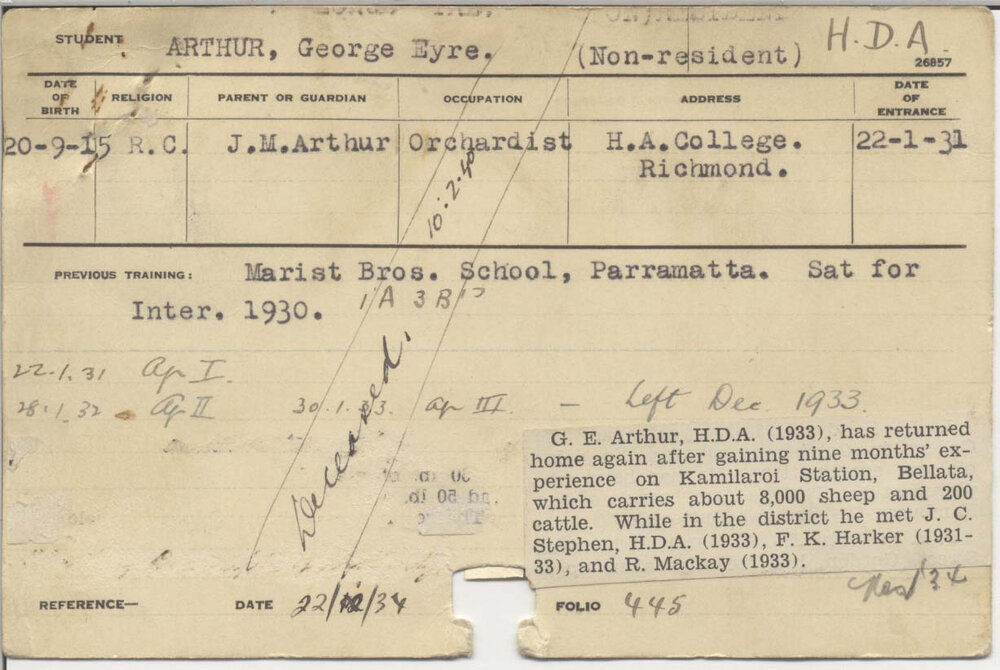 STUDENT ARTHUR, George Eyre. (Non-resident) H.D.A
26857
DATE OF BIRTH RELIGION PARENT OR GUARDIAN OCCUPATION ADDRESS DATE OF ENTRANCE
20-9-15 R.C. J.M.Arthur Orchardist H.A.College. 22-1-31
Richmond.
10:2.40
PREVIOUS TRAINING: Marist Bros. School, Parramatta. Sat for
Inter. 1930. 1A 3B's
Deceased.
22.1.31 Ap I.
28.1.32 Ap II 30.1.33. Ap III. - Left Dec. 1933.
G. E. Arthur, H.D.A. (1933), has returned
home again after gaining nine months' ex-
perience on Kamilaroi Station, Bellata,
which carries about 8,000 sheep and 200
cattle. While in the district he met J. C.
Stephen, H.D.A. (1933), F. K. Harker (1931-
33), and R. Mackay (1933).
34
REFERENCE— DATE 22/12/34 FOLIO 445